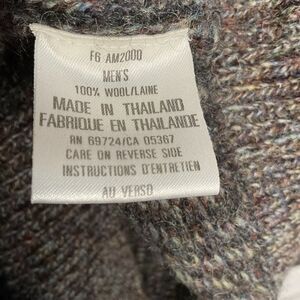 F6 AM2000
MEN'S
100% WOOL/LAINE
MADE IN THAILAND
FABRIQUE EN THAILANDE
RN 69724/CA 05367
CARE ON REVERSE SIDE
INSTRUCTIONS D'ENTRETIEN
AU VERSO